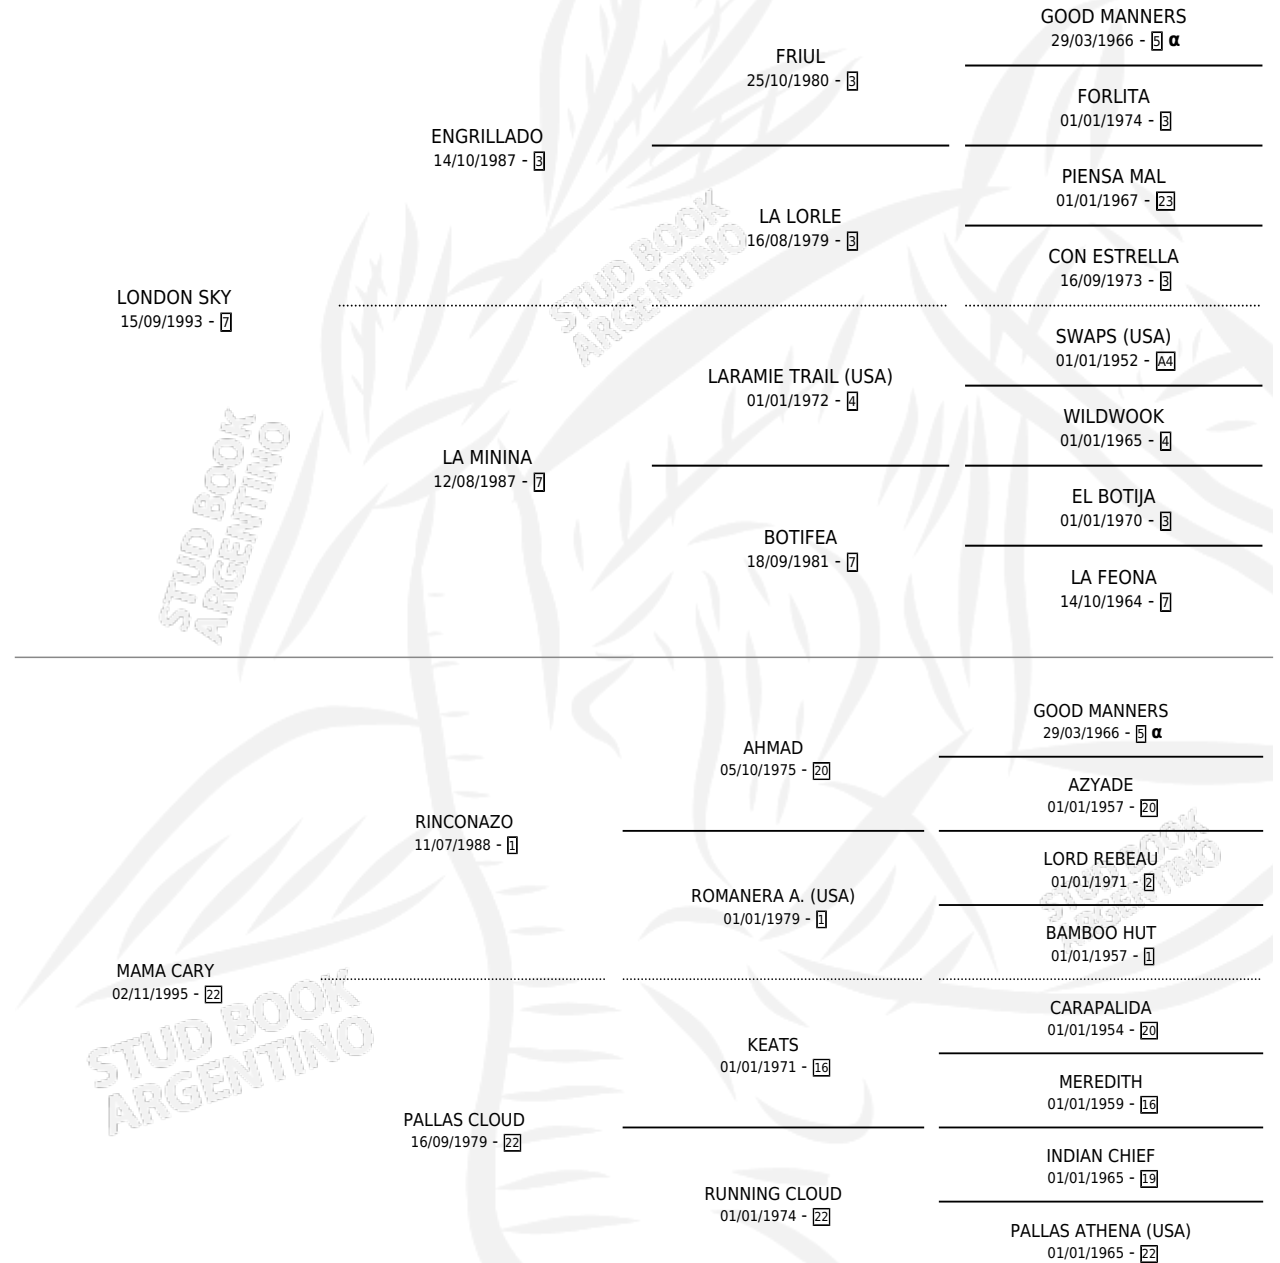 GOOD MANNERS
29/03/1966 - 5 α
FRIUL
25/10/1980 - 3
FORLITA
01/01/1974 - 3
ENGRILLADO
14/10/1987 - 3
PIENSA MAL
01/01/1967 - 23
LA LORLE
16/08/1979 - 3
CON ESTRELLA
16/09/1973 - 3
LONDON SKY
15/09/1993 - 7
SWAPS (USA)
01/01/1952 - A4
LARAMIE TRAIL (USA)
01/01/1972 - 4
WILDWOOK
01/01/1965 - 4
LA MININA
12/08/1987 - 7
EL BOTIJA
01/01/1970 - 3
BOTIFEA
18/09/1981 - 7
LA FEONA
14/10/1964 - 7
STUD BOOK
ARGENTINO
STUD BOOK
ARGENTINO
GOOD MANNERS
29/03/1966 - 5 α
AHMAD
05/10/1975 - 20
AZYADE
01/01/1957 - 20
RINCONAZO
11/07/1988 - 1
LORD REBEAU
01/01/1971 - 2
ROMANERA A. (USA)
01/01/1979 - 1
BAMBOO HUT
01/01/1957 - 1
MAMA CARY
02/11/1995 - 22
CARAPALIDA
01/01/1954 - 20
KEATS
01/01/1971 - 16
MEREDITH
01/01/1959 - 16
PALLAS CLOUD
16/09/1979 - 22
INDIAN CHIEF
01/01/1965 - 19
RUNNING CLOUD
01/01/1974 - 22
PALLAS ATHENA (USA)
01/01/1965 - 22
STUD BOOK
ARGENTINO
STUD BOOK
ARGENTINO